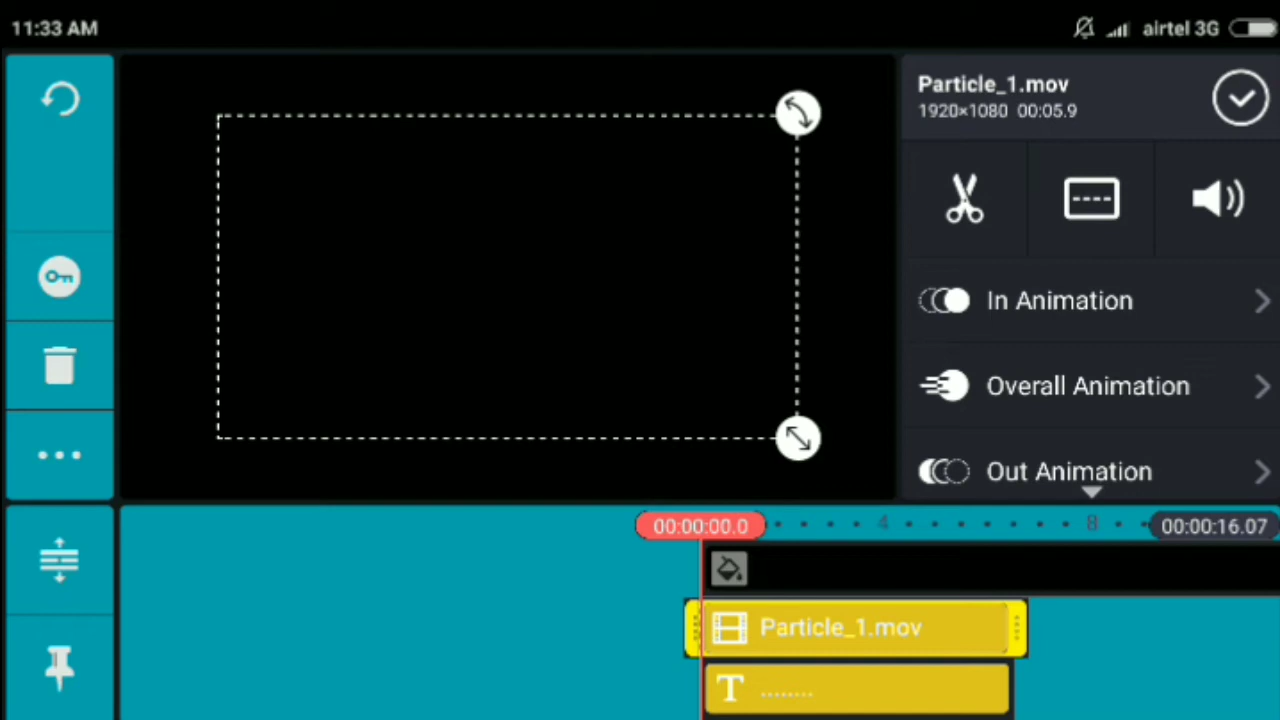 11:33 AM
airtel 3G
Particle_1.mov
1920×1080 00:05.9
In Animation
Overall Animation
Out Animation
00:00:00.0
4
8
00:00:16.07
Particle_1.mov
T ........